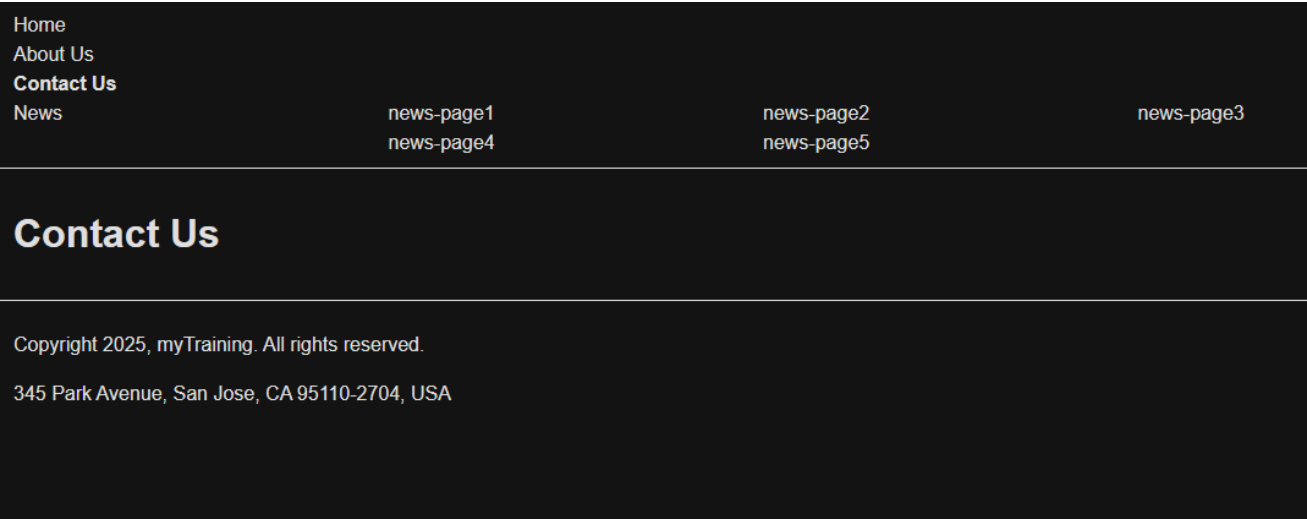 Home
About Us
Contact Us
News news-page1 news-page2 news-page3
news-page4 news-page5
Contact Us
Copyright 2025, myTraining. All rights reserved.
345 Park Avenue, San Jose, CA 95110-2704, USA